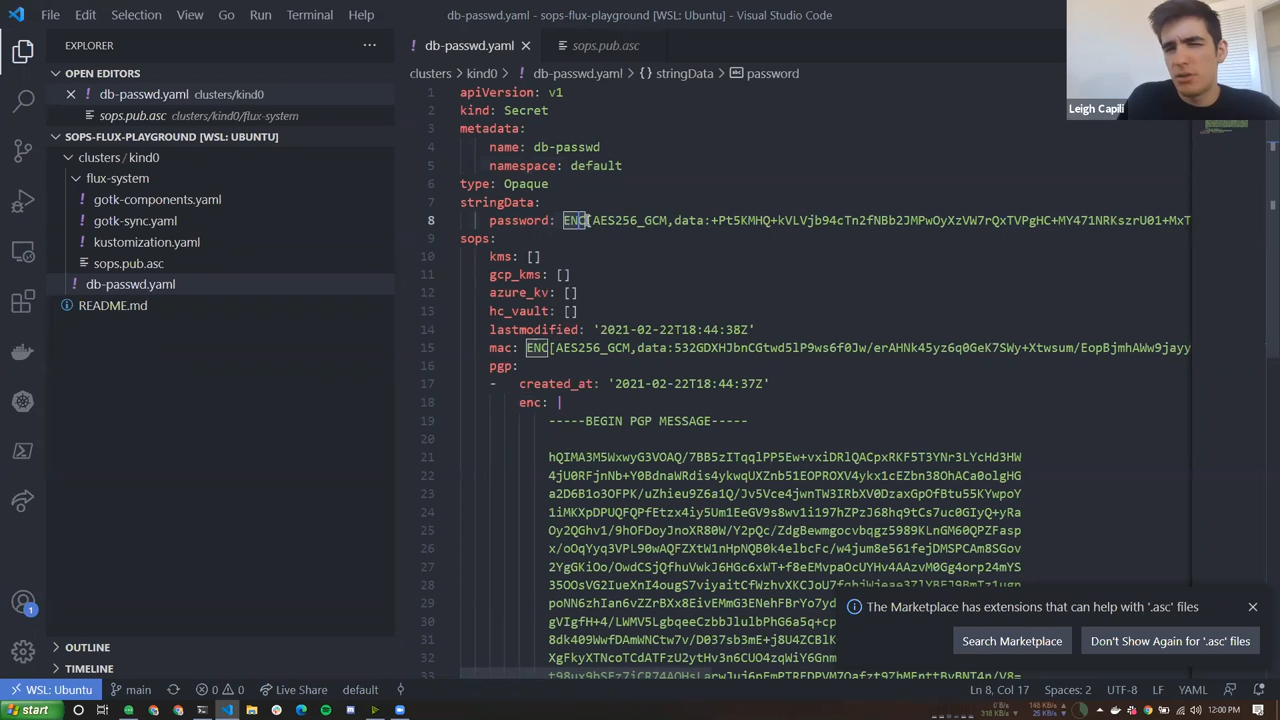 File Edit Selection View Go Run Terminal Help
db-passwd.yaml - sops-flux-playground [WSL: Ubuntu] - Visual Studio Code
EXPLORER
OPEN EDITORS
db-passwd.yaml clusters/kind0
sops.pub.asc clusters/kind0/flux-system
SOPS-FLUX-PLAYGROUND [WSL: UBUNTU]
clusters / kind0
flux-system
gotk-components.yaml
gotk-sync.yaml
kustomization.yaml
sops.pub.asc
db-passwd.yaml
README.md
OUTLINE
TIMELINE
db-passwd.yaml
sops.pub.asc
clusters > kind0 > db-passwd.yaml > {} stringData > password
1 apiVersion: v1
2 kind: Secret
3 metadata:
4 name: db-passwd
5 namespace: default
6 type: Opaque
7 stringData:
8 password: ENC[AES256_GCM,data:+Pt5KMHQ+kVLVjb94cTn2fNBb2JMPwOyXzVW7rQxTVPgHC+MY471NRKszrU01+MxT
9 sops:
10 kms: []
11 gcp_kms: []
12 azure_kv: []
13 hc_vault: []
14 lastmodified: '2021-02-22T18:44:38Z'
15 mac: ENC[AES256_GCM,data:532GDXHJbnCGtwd5lP9ws6f0Jw/erAHNk45yz6q0GeK7SWy+Xtwsum/EopBjmhAWw9jayy
16 pgp:
17 - created_at: '2021-02-22T18:44:37Z'
18 enc: |
19 -----BEGIN PGP MESSAGE-----
20
21 hQIMA3M5WxwyG3VOAQ/7BB5zITqqlPP5Ew+vxiDRlQACpxRKF5T3YNr3LYcHd3HW
22 4jU0RFjnNb+Y0BdnaWRdis4ykwqUXZnb51EOPROXV4ykx1cEZbn38OhACa0olgHG
23 a2D6B1o3OFPK/uZhieu9Z6a1Q/Jv5Vce4jwnTW3IRbXV0DzaxGpOfBtu55KYwpoY
24 1iMKXpDPUQFQPfEtzx4iy5Um1EeGV9s8wv1i197hZPzJ68hq9tCs7uc0GIyQ+yRa
25 Oy2QGhv1/9hOFDoyJnoXR80W/Y2pQc/ZdgBewmgocvbqgz5989KLnGM60QPZFasp
26 x/oOqYyq3VPL90wAQFZXtW1nHpNQB0k4elbcFc/w4jum8e561fejDMSPCAm8SGov
27 2YgGKiOo/OwdCSjQfhuVwkJ6HGc6xWT+f8eEMvpaOcUYHv4AAzvM0Gg4orp24mYS
28
29
30
31
32
The Marketplace has extensions that can help with '.asc' files
Search Marketplace
Don't Show Again for '.asc' files
Leigh Capili
WSL: Ubuntu main 0 0 Live Share default
Ln 8, Col 17 Spaces: 2 UTF-8 LF YAML
1
start
12:00 PM